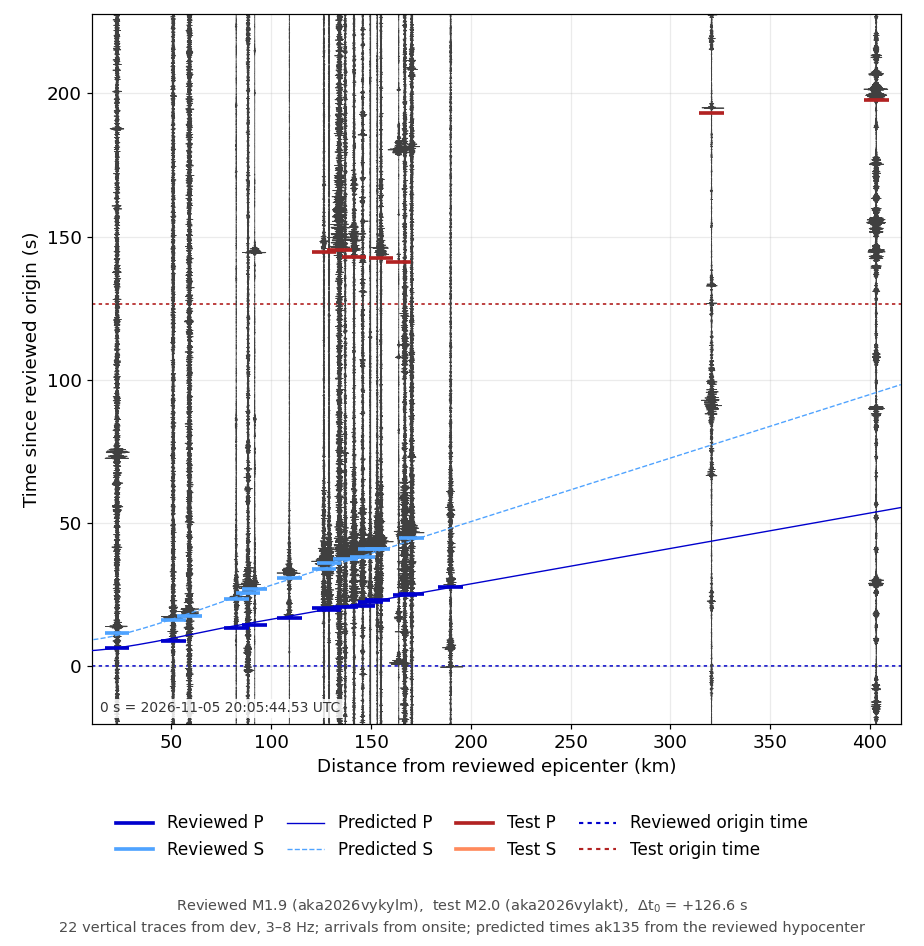 Time since reviewed origin (s)
200
150
100
50
0
0 s = 2026-11-05 20:05:44.53 UTC
50 100 150 200 250 300 350 400
Distance from reviewed epicenter (km)
Reviewed P Predicted P Test P Reviewed origin time
Reviewed S Predicted S Test S Test origin time
Reviewed M1.9 (aka2026vykylm), test M2.0 (aka2026vylakt), Δt₀ = +126.6 s
22 vertical traces from dev, 3–8 Hz; arrivals from onsite; predicted times ak135 from the reviewed hypocenter